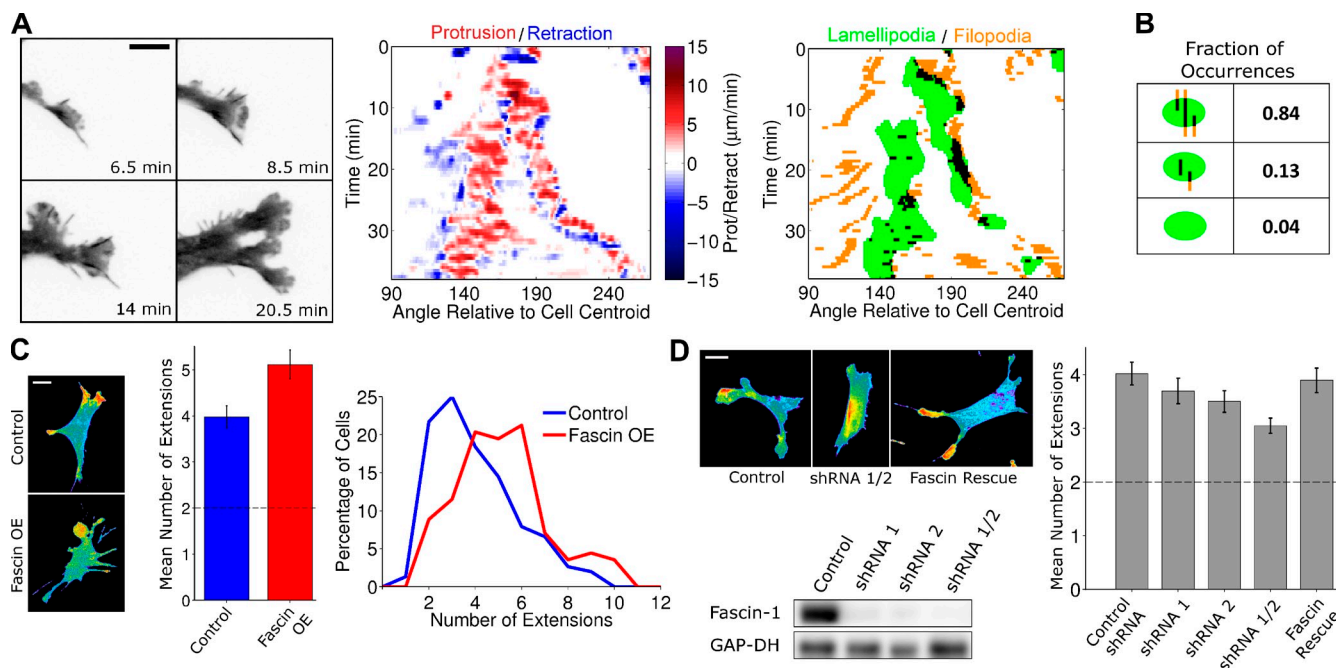 A
6.5 min
8.5 min
14 min
20.5 min
Protrusion/Retraction
Time (min)
0
10
20
30
90
140
190
240
Angle Relative to Cell Centroid
15
10
5
0
−5
−10
−15
Prot/Retract (µm/min)
Lamellipodia/Filopodia
Time (min)
0
10
20
30
90
140
190
240
Angle Relative to Cell Centroid
B
Fraction of
Occurrences
0.84
0.13
0.04
C
Control
Fascin OE
Mean Number of Extensions
5
4
3
2
1
0
Control
Fascin
OE
Percentage of Cells
25
20
15
10
5
0
2
4
6
8
10
12
Number of Extensions
Control
Fascin OE
D
Control
shRNA 1/2
Fascin Rescue
Control
shRNA 1
shRNA 2
shRNA 1/2
Fascin-1
GAP-DH
Mean Number of Extensions
4
3
2
1
0
Control
shRNA
shRNA 1
shRNA 2
shRNA 1/2
Fascin
Rescue